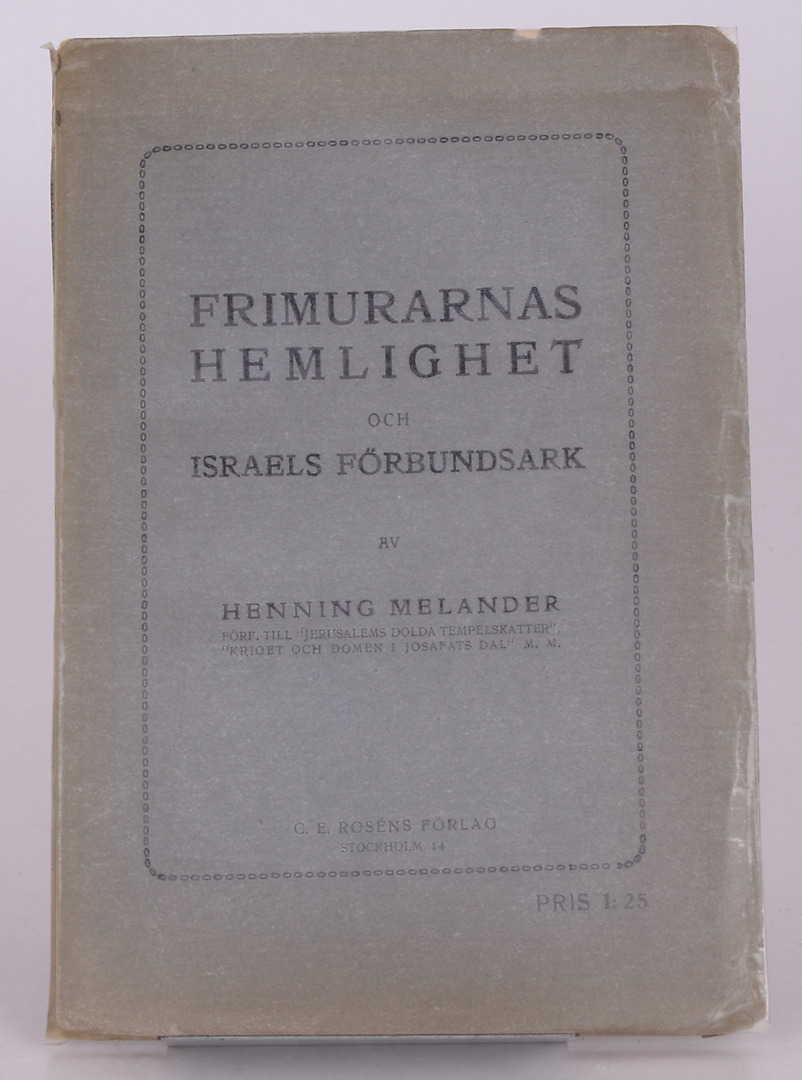 FRIMURARNAS
HEMLIGHET
OCH
ISRAELS FÖRBUNDSARK
AV
HENNING MELANDER
FÖRF. TILL "JERUSALEMS DOLDA TEMPELSKATTER",
"KRIGET OCH DOMEN I JOSAFATS DAL" M. M.
C. E. ROSÉNS FÖRLAG
STOCKHOLM 14
PRIS 1: 25